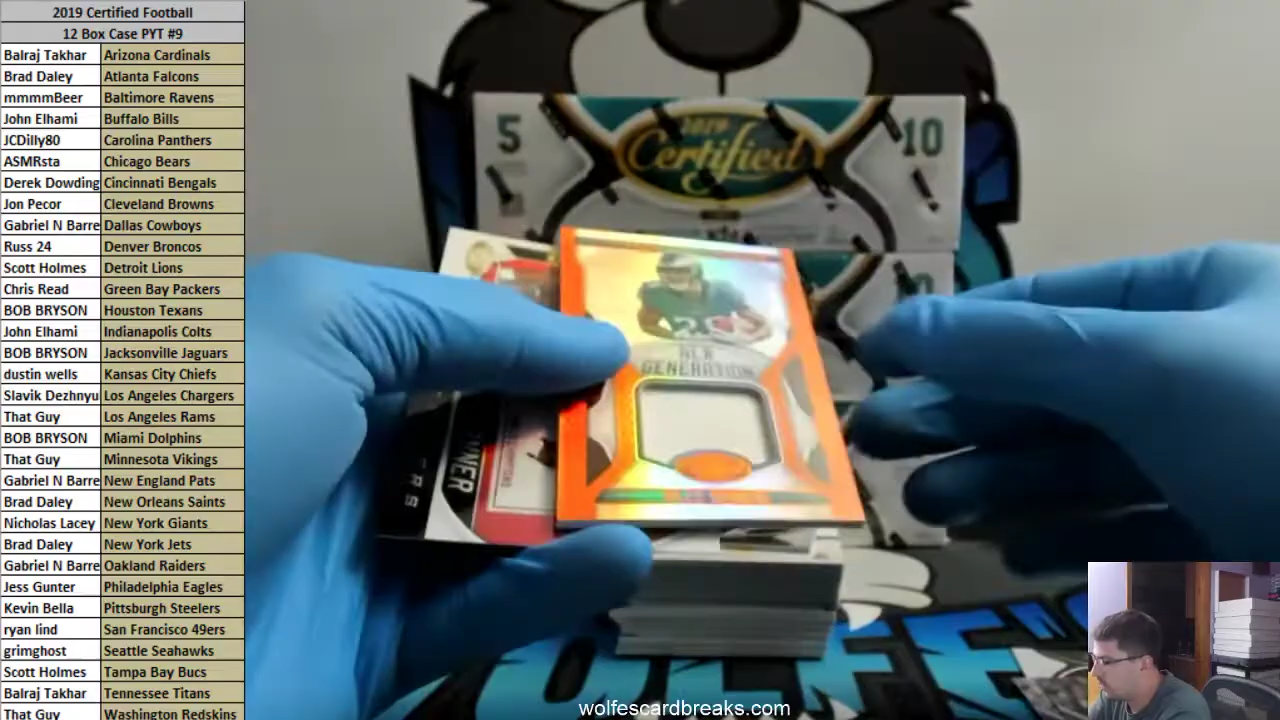 2019 Certified Football
12 Box Case PYT #9
Balraj Takhar Arizona Cardinals
Brad Daley Atlanta Falcons
mmmmBeer Baltimore Ravens
John Elhami Buffalo Bills
JCDilly80 Carolina Panthers
ASMRsta Chicago Bears
Derek Dowding Cincinnati Bengals
Jon Pecor Cleveland Browns
Gabriel N Barre Dallas Cowboys
Russ 24 Denver Broncos
Scott Holmes Detroit Lions
Chris Read Green Bay Packers
BOB BRYSON Houston Texans
John Elhami Indianapolis Colts
BOB BRYSON Jacksonville Jaguars
dustin wells Kansas City Chiefs
Slavik Dezhnyu Los Angeles Chargers
That Guy Los Angeles Rams
BOB BRYSON Miami Dolphins
That Guy Minnesota Vikings
Gabriel N Barre New England Pats
Brad Daley New Orleans Saints
Nicholas Lacey New York Giants
Brad Daley New York Jets
Gabriel N Barre Oakland Raiders
Jess Gunter Philadelphia Eagles
Kevin Bella Pittsburgh Steelers
ryan lind San Francisco 49ers
grimghost Seattle Seahawks
Scott Holmes Tampa Bay Bucs
Balraj Takhar Tennessee Titans
That Guy Washington Redskins
5
2019
Certified
10
GENERATION
wolfescardbreaks.com